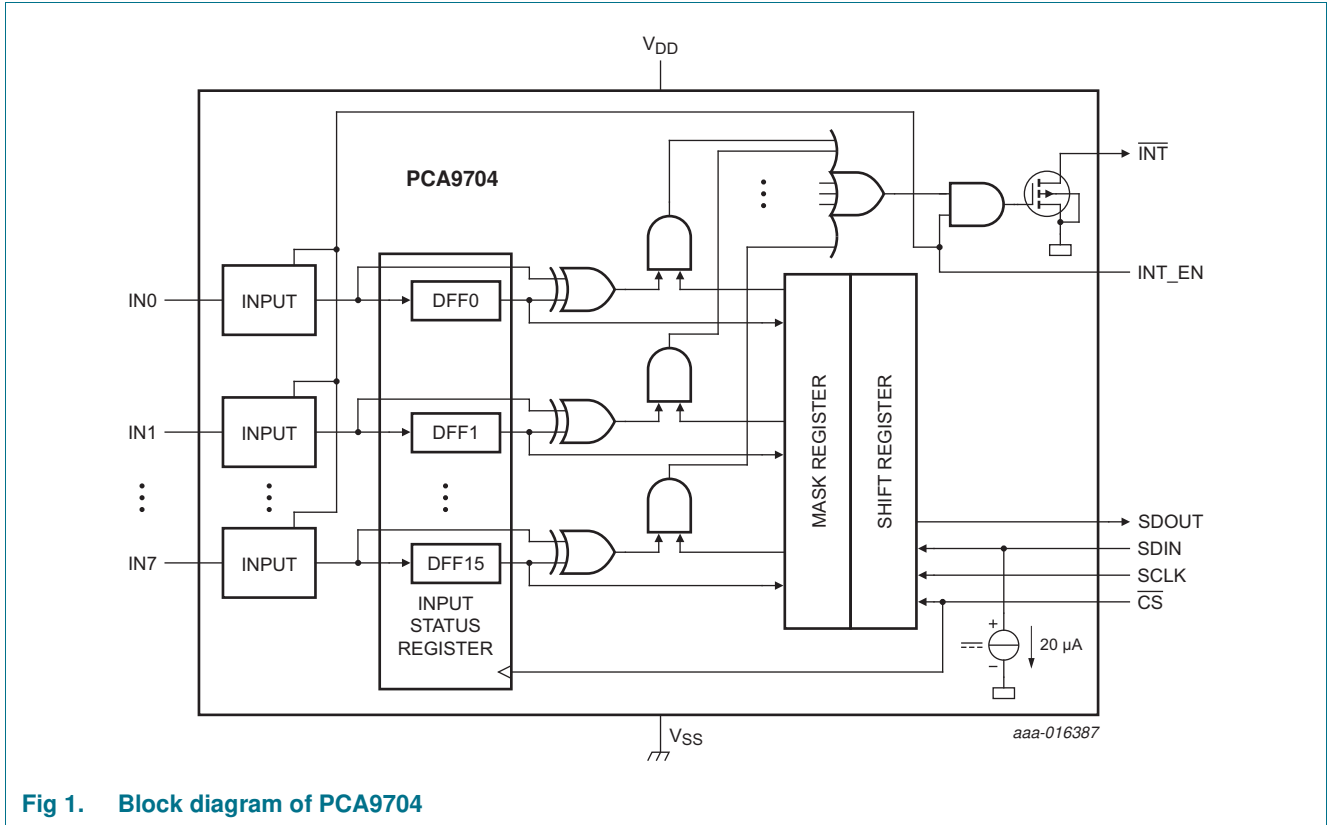 VDD
PCA9704
INT
INT_EN
IN0
INPUT
DFF0
IN1
INPUT
DFF1
IN7
INPUT
DFF15
INPUT
STATUS
REGISTER
MASK REGISTER
SHIFT REGISTER
SDOUT
SDIN
SCLK
CS
+
20 µA
−
VSS
aaa-016387
Fig 1. Block diagram of PCA9704